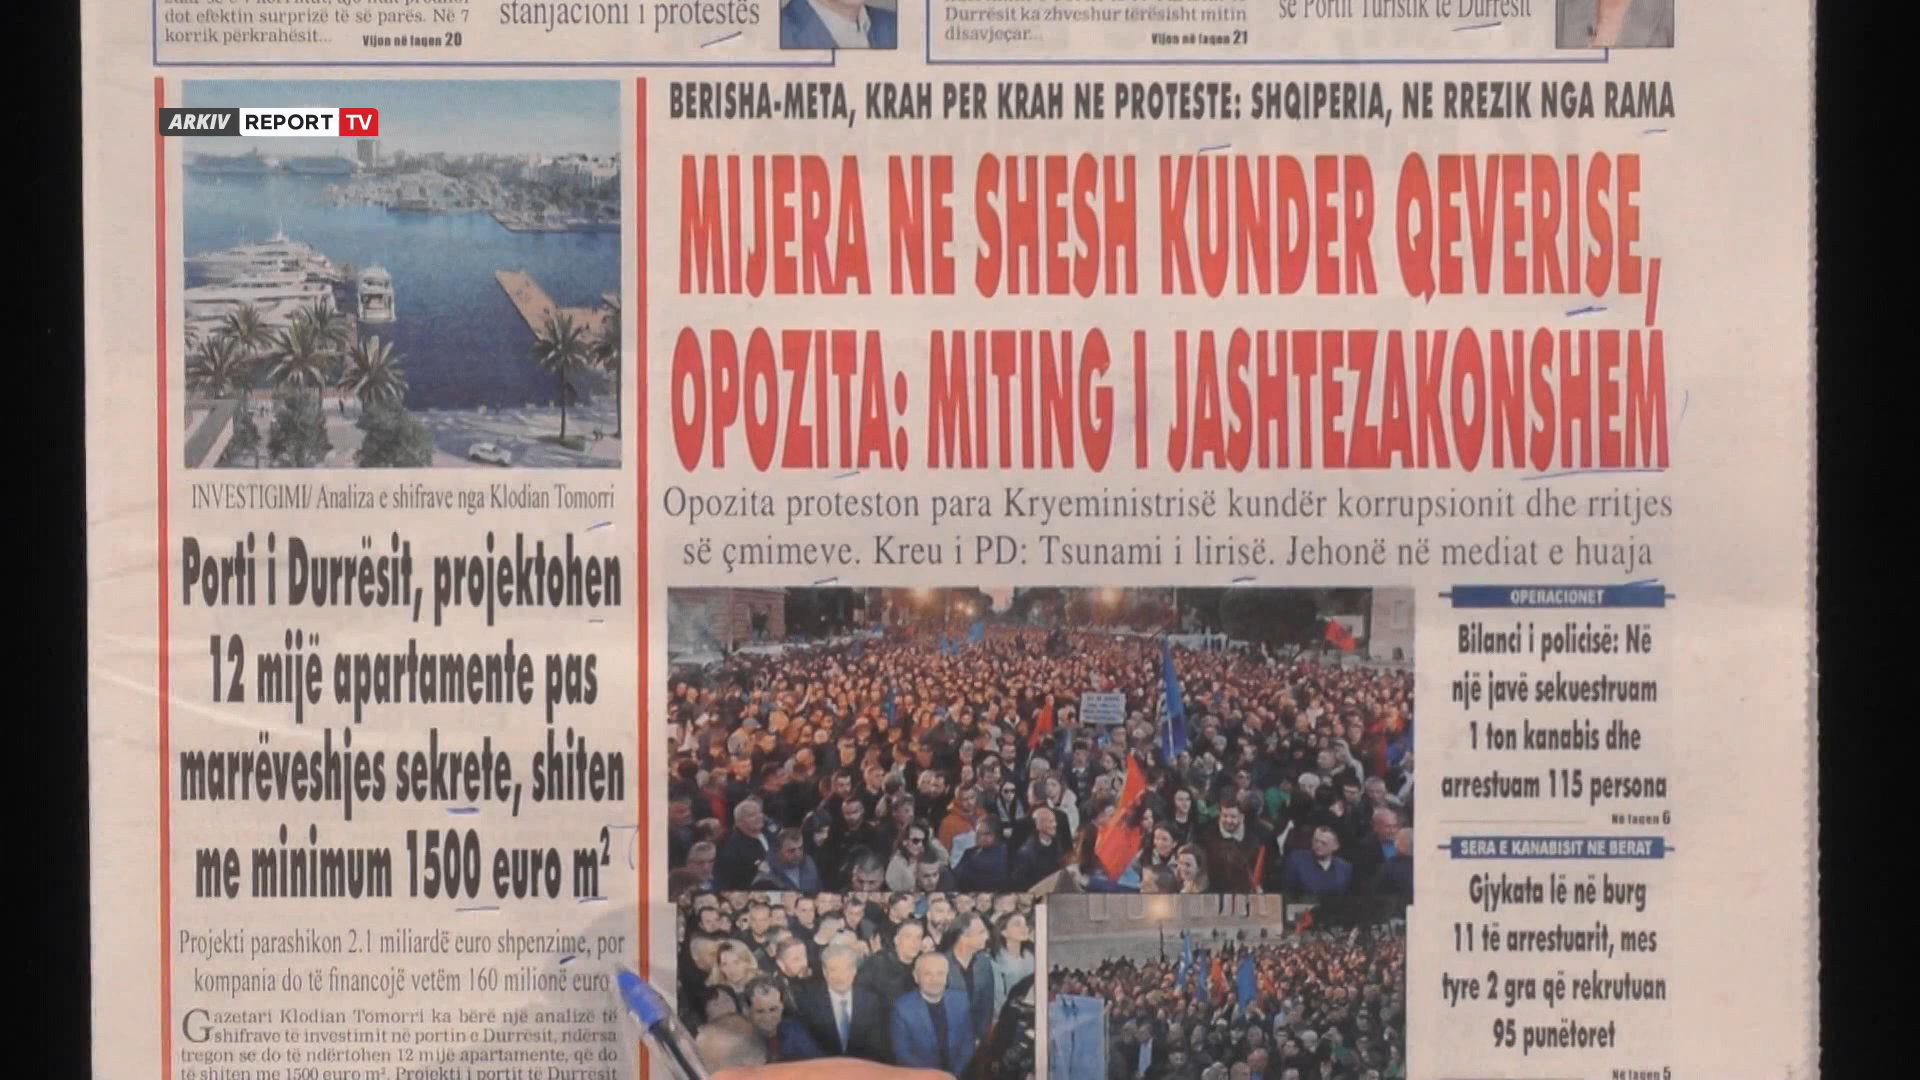 dot efektin surprizë të së parës. Në 7
korrik përkrahësit...
Vijon në faqen 20
stanjacioni i protestës
Durrësit ka zhveshur tërësisht mitin
disavjeçar...
Vijon në faqen 21
se Portit Turistik të Durrësit
ARKIV REPORT TV
INVESTIGIMI/ Analiza e shifrave nga Klodian Tomorri
Porti i Durrësit, projektohen
12 mijë apartamente pas
marrëveshjes sekrete, shiten
me minimum 1500 euro m²
Projekti parashikon 2.1 miliardë euro shpenzime, por
kompania do të financojë vetëm 160 milionë euro
Gazetari Klodian Tomorri ka bërë një analizë të
shifrave të investimit në portin e Durrësit, ndërsa
tregon se do të ndërtohen 12 mijë apartamente, që do
të shiten me 1500 euro m². Projekti i portit të Durrësit
BERISHA-META, KRAH PER KRAH NE PROTESTE: SHQIPERIA, NE RREZIK NGA RAMA
MIJERA NE SHESH KUNDER QEVERISE,
OPOZITA: MITING I JASHTEZAKONSHEM
Opozita proteston para Kryeministrisë kundër korrupsionit dhe rritjes
së çmimeve. Kreu i PD: Tsunami i lirisë. Jehonë në mediat e huaja
OPERACIONET
Bilanci i policisë: Në
një javë sekuestruam
1 ton kanabis dhe
arrestuam 115 persona
Në faqen 6
SERA E KANABISIT NE BERAT
Gjykata lë në burg
11 të arrestuarit, mes
tyre 2 gra që rekrutuan
95 punëtoret
Në faqen 5